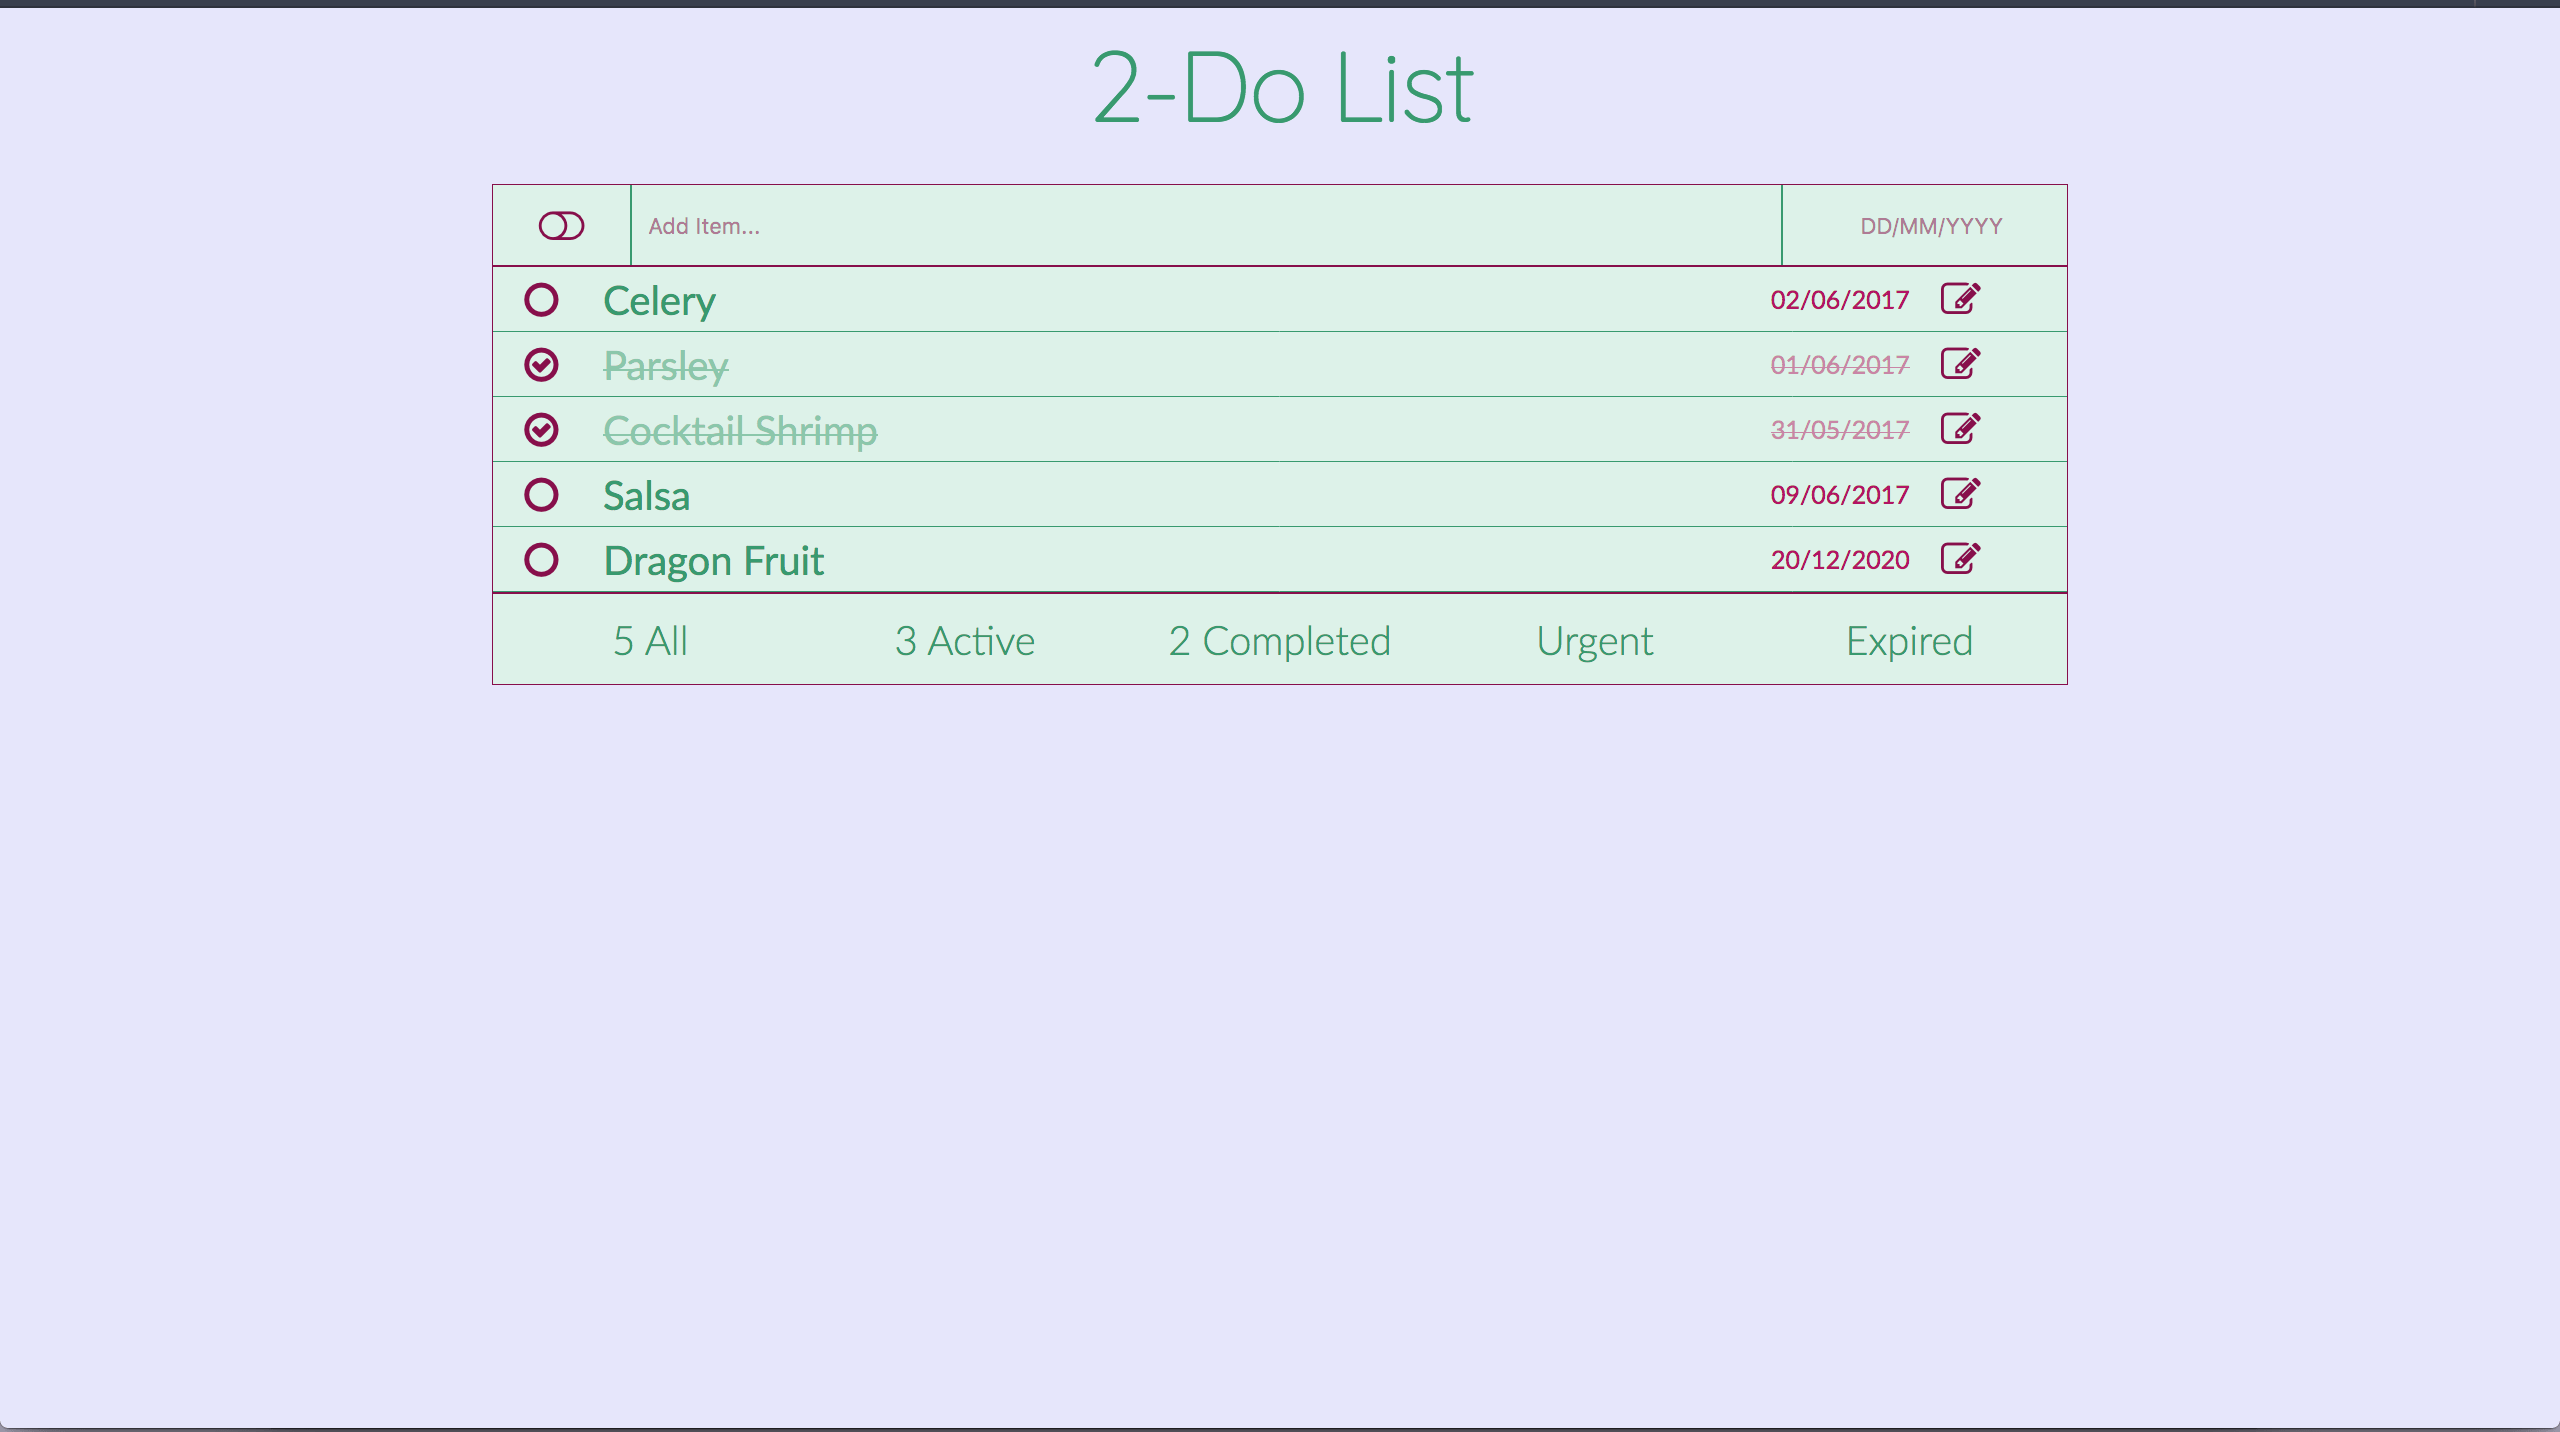 2-Do List
Add Item... DD/MM/YYYY
Celery 02/06/2017
Parsley 01/06/2017
Cocktail Shrimp 31/05/2017
Salsa 09/06/2017
Dragon Fruit 20/12/2020
5 All 3 Active 2 Completed Urgent Expired